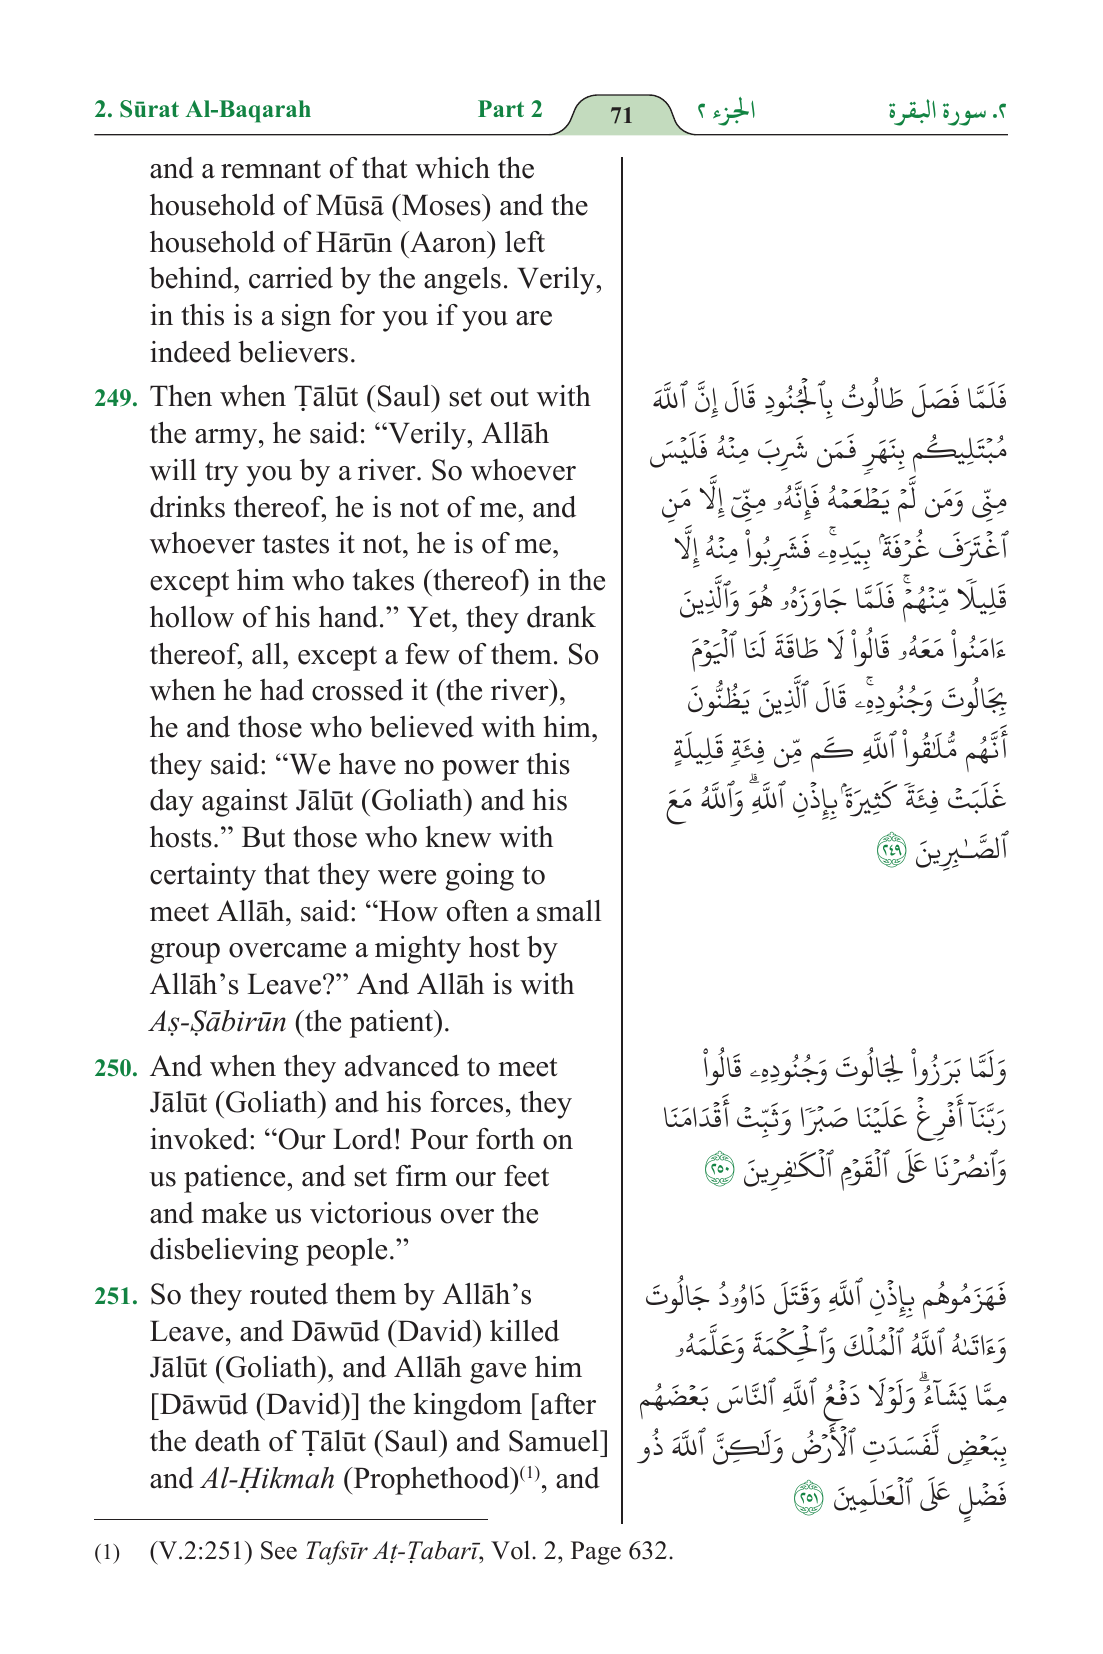 2. Sūrat Al-Baqarah Part 2 71 الجزء ٢ ٢. سورة البقرة
and a remnant of that which the
household of Mūsā (Moses) and the
household of Hārūn (Aaron) left
behind, carried by the angels. Verily,
in this is a sign for you if you are
indeed believers.
249. Then when Ṭālūt (Saul) set out with
the army, he said: “Verily, Allāh
will try you by a river. So whoever
drinks thereof, he is not of me, and
whoever tastes it not, he is of me,
except him who takes (thereof) in the
hollow of his hand.” Yet, they drank
thereof, all, except a few of them. So
when he had crossed it (the river),
he and those who believed with him,
they said: “We have no power this
day against Jālūt (Goliath) and his
hosts.” But those who knew with
certainty that they were going to
meet Allāh, said: “How often a small
group overcame a mighty host by
Allāh’s Leave?” And Allāh is with
Aṣ-Ṣābirūn (the patient).
250. And when they advanced to meet
Jālūt (Goliath) and his forces, they
invoked: “Our Lord! Pour forth on
us patience, and set firm our feet
and make us victorious over the
disbelieving people.”
251. So they routed them by Allāh’s
Leave, and Dāwūd (David) killed
Jālūt (Goliath), and Allāh gave him
[Dāwūd (David)] the kingdom [after
the death of Ṭālūt (Saul) and Samuel]
and Al-Ḥikmah (Prophethood)(1), and
فَلَمَّا فَصَلَ طَالُوتُ بِٱلْجُنُودِ قَالَ إِنَّ ٱللَّهَ
مُبْتَلِيكُم بِنَهَرٍ فَمَن شَرِبَ مِنْهُ فَلَيْسَ
مِنِّي وَمَن لَّمْ يَطْعَمْهُ فَإِنَّهُۥ مِنِّيٓ إِلَّا مَنِ
ٱغْتَرَفَ غُرْفَةًۢ بِيَدِهِۦۚ فَشَرِبُوا۟ مِنْهُ إِلَّا
قَلِيلًا مِّنْهُمْۚ فَلَمَّا جَاوَزَهُۥ هُوَ وَٱلَّذِينَ
ءَامَنُوا۟ مَعَهُۥ قَالُوا۟ لَا طَاقَةَ لَنَا ٱلْيَوْمَ
بِجَالُوتَ وَجُنُودِهِۦۚ قَالَ ٱلَّذِينَ يَظُنُّونَ
أَنَّهُم مُّلَٰقُوا۟ ٱللَّهِ كَم مِّن فِئَةٍ قَلِيلَةٍ
غَلَبَتْ فِئَةً كَثِيرَةًۢ بِإِذْنِ ٱللَّهِۗ وَٱللَّهُ مَعَ
ٱلصَّٰبِرِينَ ٢٤٩
وَلَمَّا بَرَزُوا۟ لِجَالُوتَ وَجُنُودِهِۦ قَالُوا۟
رَبَّنَآ أَفْرِغْ عَلَيْنَا صَبْرًا وَثَبِّتْ أَقْدَامَنَا
وَٱنصُرْنَا عَلَى ٱلْقَوْمِ ٱلْكَٰفِرِينَ ٢٥٠
فَهَزَمُوهُم بِإِذْنِ ٱللَّهِ وَقَتَلَ دَاوُۥدُ جَالُوتَ
وَءَاتَىٰهُ ٱللَّهُ ٱلْمُلْكَ وَٱلْحِكْمَةَ وَعَلَّمَهُۥ
مِمَّا يَشَآءُۗ وَلَوْلَا دَفْعُ ٱللَّهِ ٱلنَّاسَ بَعْضَهُم
بِبَعْضٍ لَّفَسَدَتِ ٱلْأَرْضُ وَلَٰكِنَّ ٱللَّهَ ذُو
فَضْلٍ عَلَى ٱلْعَٰلَمِينَ ٢٥١
(1) (V.2:251) See Tafsīr Aṭ-Ṭabarī, Vol. 2, Page 632.